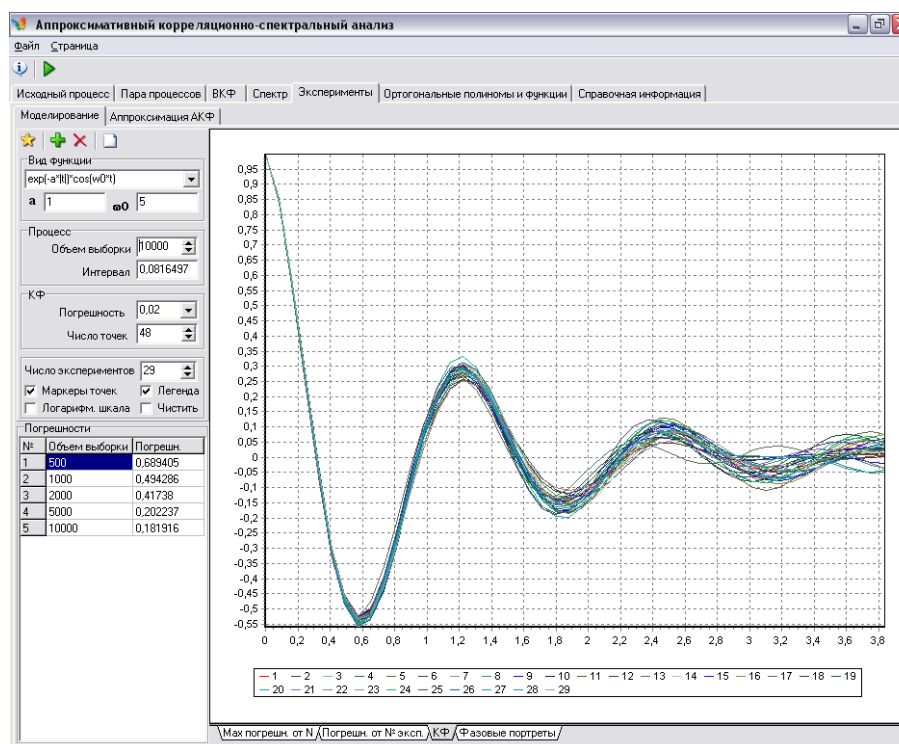 Аппроксимативный корреляционно-спектральный анализ
Файл Страница
Исходный процесс Пара процессов ВКФ Спектр Эксперименты Ортогональные полиномы и функции Справочная информация
Моделирование Аппроксимация АКФ
Вид функции
exp(-a*|t|)*cos(w0*t)
a 1 ω0 5
Процесс
Объем выборки 10000
Интервал 0,0816497
КФ
Погрешность 0,02
Число точек 48
Число экспериментов 29
Маркеры точек Легенда
Логарифм. шкала Чистить
Погрешности
№ Объем выборки Погрешн.
1 500 0,689405
2 1000 0,494286
3 2000 0,41738
4 5000 0,202237
5 10000 0,181916
0,95
0,9
0,85
0,8
0,75
0,7
0,65
0,6
0,55
0,5
0,45
0,4
0,35
0,3
0,25
0,2
0,15
0,1
0,05
0
-0,05
-0,1
-0,15
-0,2
-0,25
-0,3
-0,35
-0,4
-0,45
-0,5
-0,55
0 0,2 0,4 0,6 0,8 1 1,2 1,4 1,6 1,8 2 2,2 2,4 2,6 2,8 3 3,2 3,4 3,6 3,8
1 2 3 4 5 6 7 8 9 10 11 12 13 14 15 16 17 18 19
20 21 22 23 24 25 26 27 28 29
Max погрешн. от N Погрешн. от № эксп. КФ Фазовые портреты